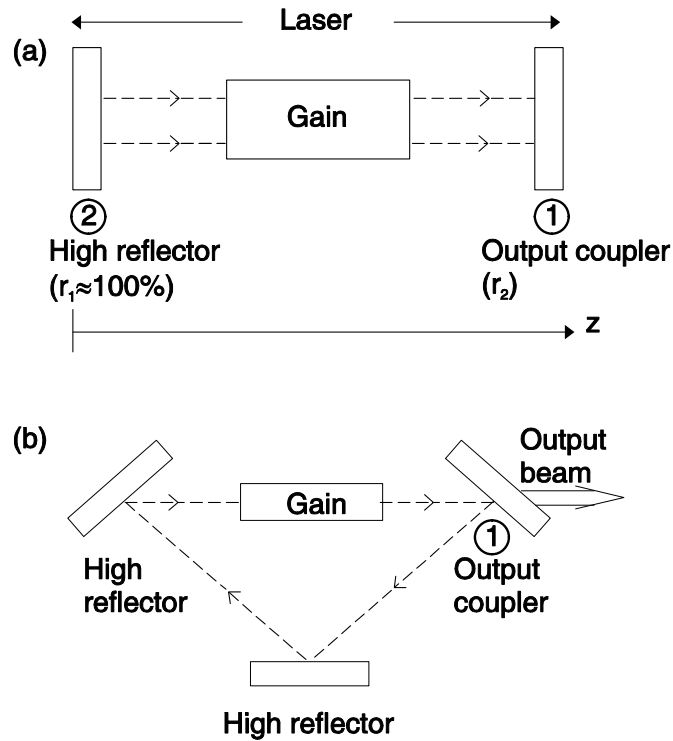 Laser
(a)
Gain
2
1
High reflector
(r₁≈100%)
Output coupler
(r₂)
z
(b)
Output
beam
Gain
1
High
reflector
Output
coupler
High reflector